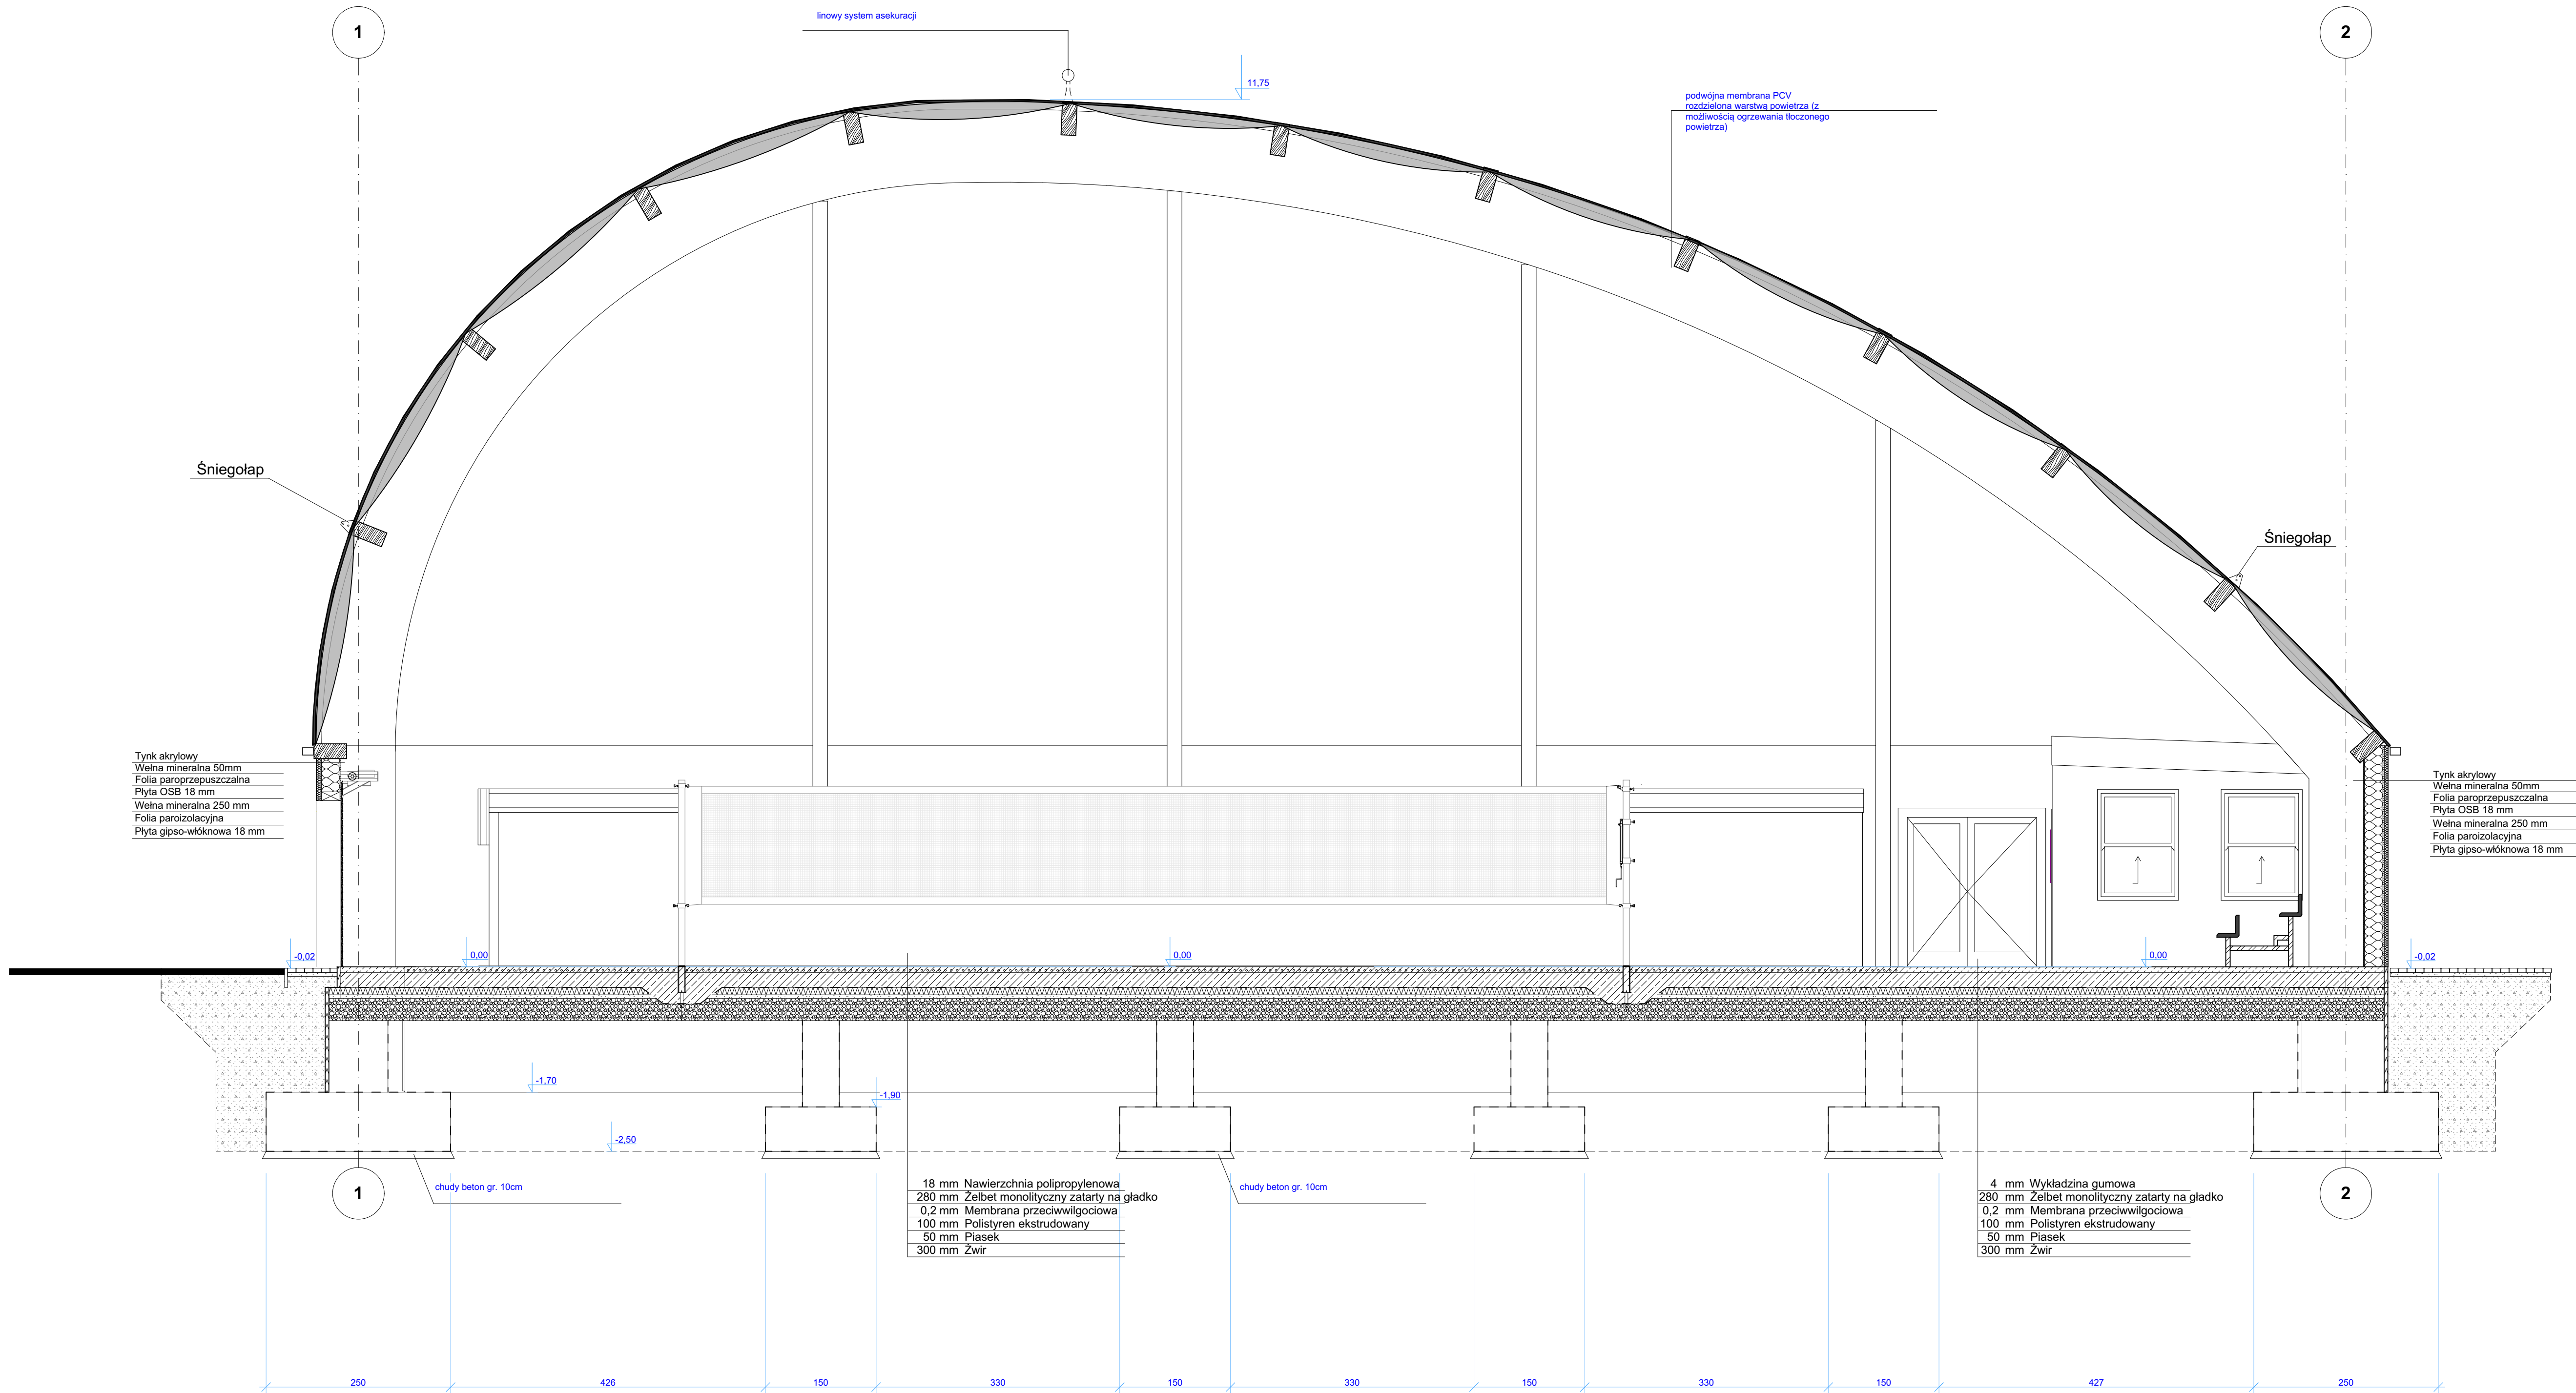 1
2
linowy system asekuracji
11,75
podwójna membrana PCV
rozdzielona warstwą powietrza (z
możliwością ogrzewania tłoczonego
powietrza)
Śniegołap
Śniegołap
Tynk akrylowy
Wełna mineralna 50mm
Folia paroprzepuszczalna
Płyta OSB 18 mm
Wełna mineralna 250 mm
Folia paroizolacyjna
Płyta gipso-włóknowa 18 mm
Tynk akrylowy
Wełna mineralna 50mm
Folia paroprzepuszczalna
Płyta OSB 18 mm
Wełna mineralna 250 mm
Folia paroizolacyjna
Płyta gipso-włóknowa 18 mm
-0,02
0,00
0,00
0,00
-0,02
-1,70
-1,90
-2,50
1
chudy beton gr. 10cm
18 mm Nawierzchnia polipropylenowa
280 mm Żelbet monolityczny zatarty na gładko
0,2 mm Membrana przeciwwilgociowa
100 mm Polistyren ekstrudowany
50 mm Piasek
300 mm Żwir
chudy beton gr. 10cm
4 mm Wykładzina gumowa
280 mm Żelbet monolityczny zatarty na gładko
0,2 mm Membrana przeciwwilgociowa
100 mm Polistyren ekstrudowany
50 mm Piasek
300 mm Żwir
2
250 426 150 330 150 330 150 330 150 427 250